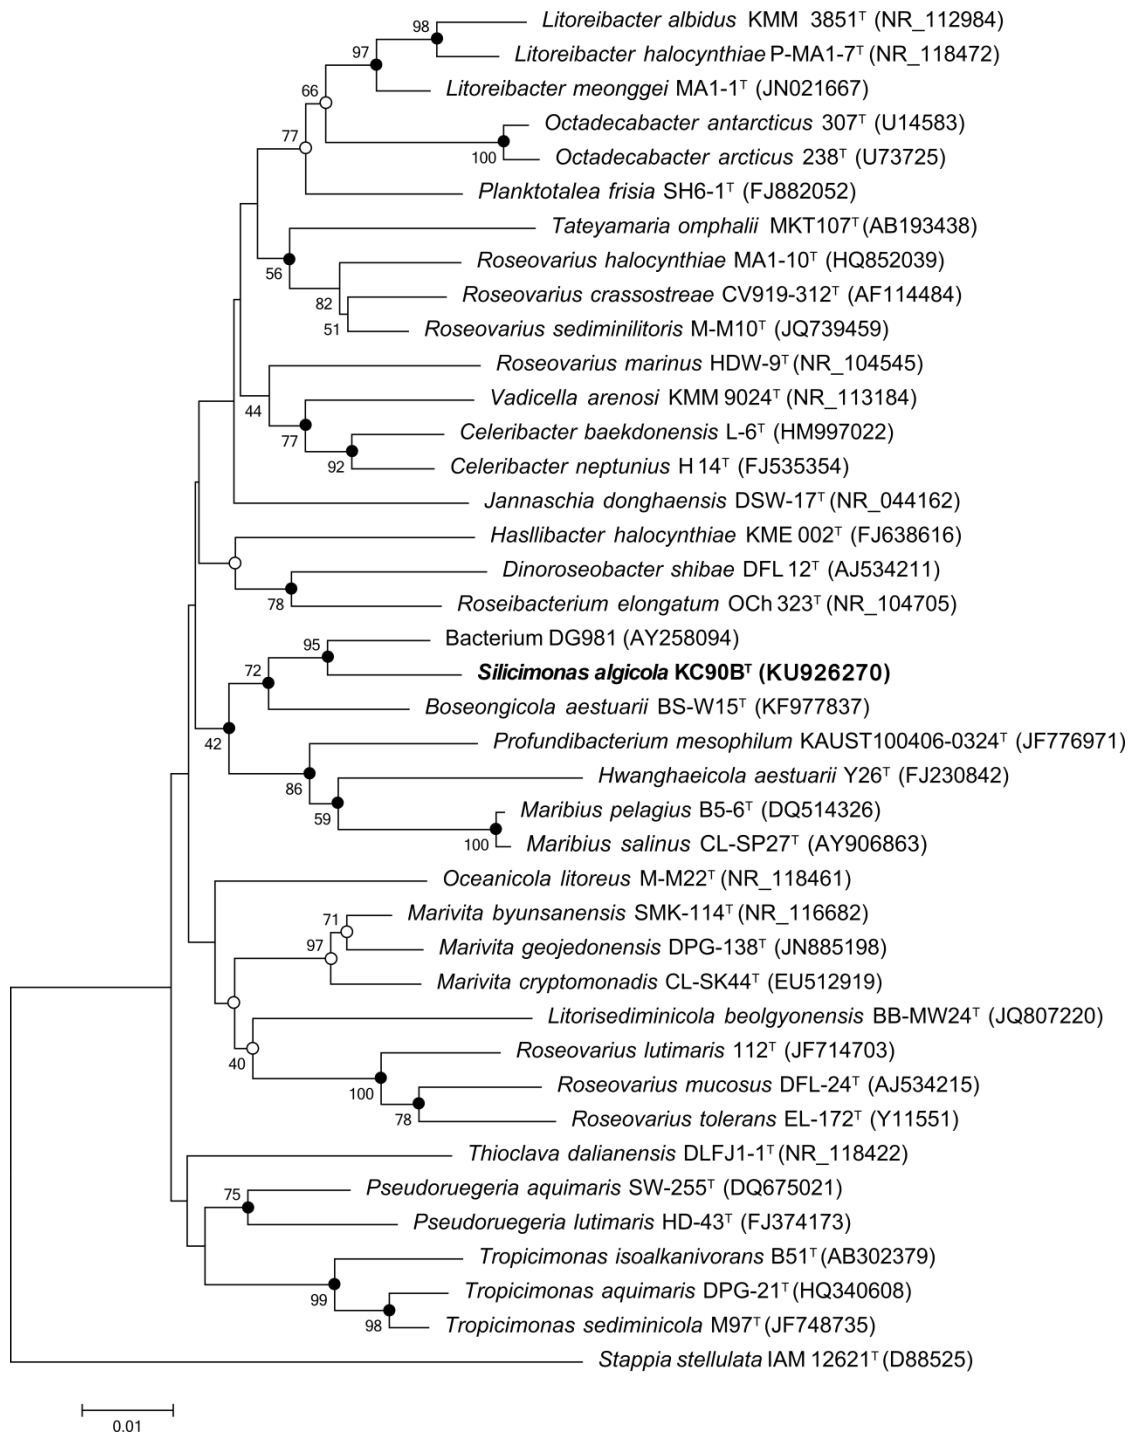 98 Litoreibacter albidus KMM 3851ᵀ (NR_112984)
97 Litoreibacter halocynthiae P-MA1-7ᵀ (NR_118472)
66 Litoreibacter meonggei MA1-1ᵀ (JN021667)
77 Octadecabacter antarcticus 307ᵀ (U14583)
100 Octadecabacter arcticus 238ᵀ (U73725)
Planktotalea frisia SH6-1ᵀ (FJ882052)
Tateyamaria omphalii MKT107ᵀ (AB193438)
56 Roseovarius halocynthiae MA1-10ᵀ (HQ852039)
82 Roseovarius crassostreae CV919-312ᵀ (AF114484)
51 Roseovarius sediminilitoris M-M10ᵀ (JQ739459)
Roseovarius marinus HDW-9ᵀ (NR_104545)
44 Vadicella arenosi KMM 9024ᵀ (NR_113184)
77 Celeribacter baekdonensis L-6ᵀ (HM997022)
92 Celeribacter neptunius H 14ᵀ (FJ535354)
Jannaschia donghaensis DSW-17ᵀ (NR_044162)
Hasllibacter halocynthiae KME 002ᵀ (FJ638616)
Dinoroseobacter shibae DFL 12ᵀ (AJ534211)
78 Roseibacterium elongatum OCh 323ᵀ (NR_104705)
95 Bacterium DG981 (AY258094)
72 Silicimonas algicola KC90Bᵀ (KU926270)
Boseongicola aestuarii BS-W15ᵀ (KF977837)
42 Profundibacterium mesophilum KAUST100406-0324ᵀ (JF776971)
86 Hwanghaeicola aestuarii Y26ᵀ (FJ230842)
59 Maribius pelagius B5-6ᵀ (DQ514326)
100 Maribius salinus CL-SP27ᵀ (AY906863)
Oceanicola litoreus M-M22ᵀ (NR_118461)
71 Marivita byunsanensis SMK-114ᵀ (NR_116682)
97 Marivita geojedonensis DPG-138ᵀ (JN885198)
Marivita cryptomonadis CL-SK44ᵀ (EU512919)
Litorisediminicola beolgyonensis BB-MW24ᵀ (JQ807220)
40 Roseovarius lutimaris 112ᵀ (JF714703)
100 Roseovarius mucosus DFL-24ᵀ (AJ534215)
78 Roseovarius tolerans EL-172ᵀ (Y11551)
Thioclava dalianensis DLFJ1-1ᵀ (NR_118422)
75 Pseudoruegeria aquimaris SW-255ᵀ (DQ675021)
Pseudoruegeria lutimaris HD-43ᵀ (FJ374173)
Tropicimonas isoalkanivorans B51ᵀ (AB302379)
99 Tropicimonas aquimaris DPG-21ᵀ (HQ340608)
98 Tropicimonas sediminicola M97ᵀ (JF748735)
Stappia stellulata IAM 12621ᵀ (D88525)
0.01